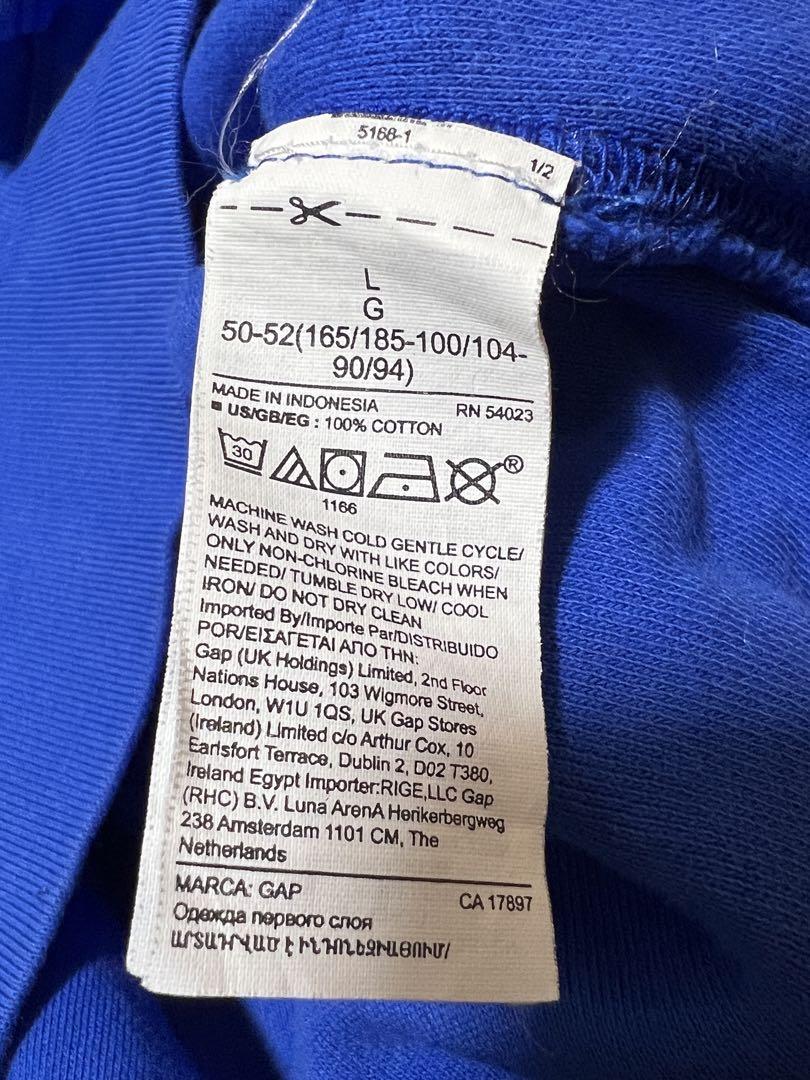 5168-1
1/2
L
G
50-52(165/185-100/104-
90/94)
MADE IN INDONESIA RN 54023
US/GB/EG : 100% COTTON
30
®
1166
MACHINE WASH COLD GENTLE CYCLE/
WASH AND DRY WITH LIKE COLORS/
ONLY NON-CHLORINE BLEACH WHEN
NEEDED/ TUMBLE DRY LOW/ COOL
IRON/ DO NOT DRY CLEAN
Imported By/Importe Par/DISTRIBUIDO
POR/ΕΙΣΑΓΕΤΑΙ ΑΠΟ ΤΗΝ:
Gap (UK Holdings) Limited, 2nd Floor
Nations House, 103 Wigmore Street,
London, W1U 1QS, UK Gap Stores
(Ireland) Limited c/o Arthur Cox, 10
Earlsfort Terrace, Dublin 2, D02 T380,
Ireland Egypt Importer:RIGE,LLC Gap
(RHC) B.V. Luna ArenA Herikerbergweg
238 Amsterdam 1101 CM, The
Netherlands
MARCA: GAP CA 17897
Одежда первого слоя
ԱՐՏԱԴՐՎԱԾ Է ԻՆԴՈՆԵԶԻԱՅՈՒՄ/